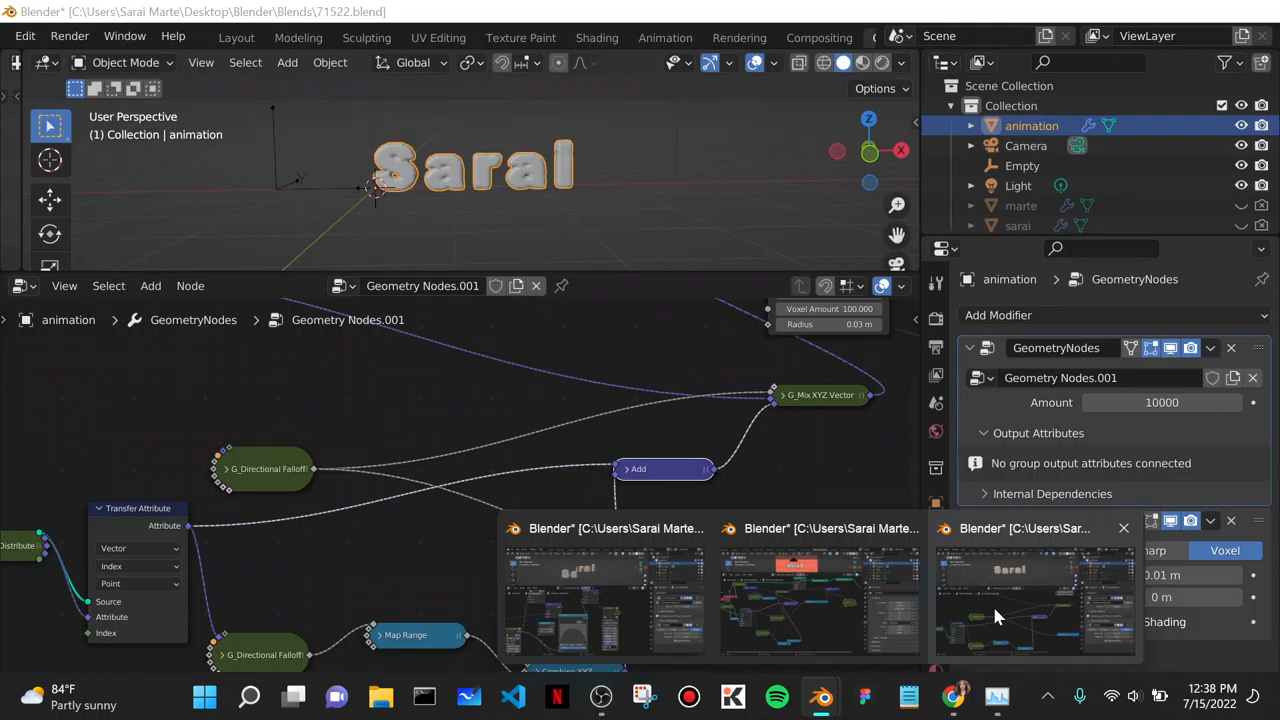 Blender* [C:\Users\Sarai Marte\Desktop\Blender\Blends\71522.blend]
Edit Render Window Help Layout Modeling Sculpting UV Editing Texture Paint Shading Animation Rendering Compositing Scene ViewLayer
Object Mode View Select Add Object Global
Options
User Perspective
(1) Collection | animation
Z
X
Y
SaraI
Scene Collection
Collection
animation
Camera
Empty
Light
marte
sarai
View Select Add Node Geometry Nodes.001
animation GeometryNodes Geometry Nodes.001
animation GeometryNodes
Add Modifier
GeometryNodes
Geometry Nodes.001
Amount 10000
Output Attributes
No group output attributes connected
Internal Dependencies
Voxel
0.01 m
0 m
Shading
Voxel Amount 100.000
Radius 0.03 m
G_Mix XYZ Vector
G_Directional Falloff
Add
Transfer Attribute
Attribute
Vector
Index
Point
Source
Attribute
Index
Distribute
G_Directional Falloff
Map Range
Combine XYZ
Blender* [C:\Users\Sarai Marte... Blender* [C:\Users\Sarai Marte... Blender* [C:\Users\Sar...
84°F
Partly sunny
12:38 PM
7/15/2022